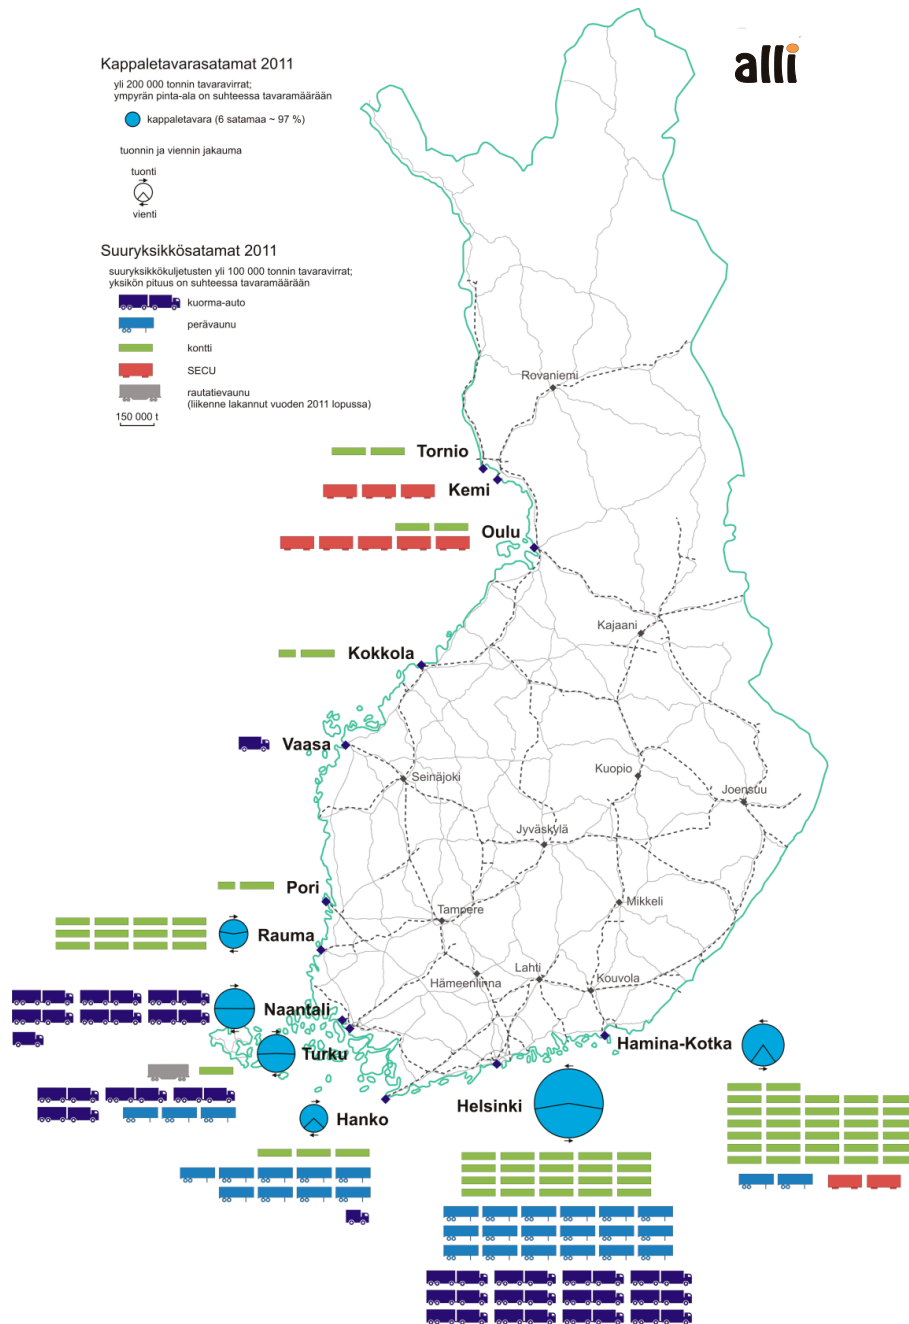 alli
Kappaletavarasatamat 2011
yli 200 000 tonnin tavaravirrat;
ympyrän pinta-ala on suhteessa tavaramäärään
kappaletavara (6 satamaa ~ 97 %)
tuonnin ja viennin jakauma
tuonti
vienti
Suuryksikkösatamat 2011
suuryksikkökuljetusten yli 100 000 tonnin tavaravirrat;
yksikön pituus on suhteessa tavaramäärään
kuorma-auto
perävaunu
kontti
SECU
rautatievaunu
(liikenne lakannut vuoden 2011 lopussa)
150 000 t
Rovaniemi
Tornio
Kemi
Oulu
Kajaani
Kokkola
Vaasa
Seinäjoki
Kuopio
Joensuu
Jyväskylä
Pori
Tampere
Mikkeli
Rauma
Lahti
Hämeenlinna
Kouvola
Naantali
Turku
Hamina-Kotka
Helsinki
Hanko